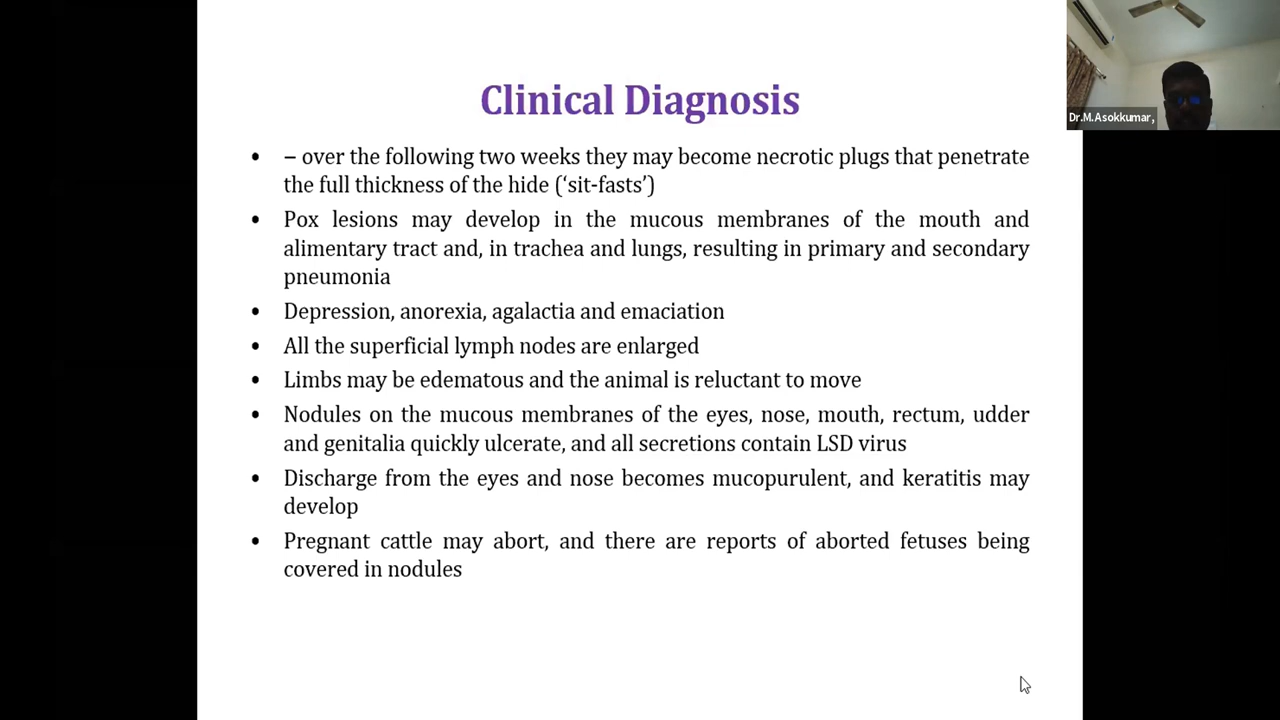 Clinical Diagnosis
• – over the following two weeks they may become necrotic plugs that penetrate
the full thickness of the hide (‘sit-fasts’)
• Pox lesions may develop in the mucous membranes of the mouth and
alimentary tract and, in trachea and lungs, resulting in primary and secondary
pneumonia
• Depression, anorexia, agalactia and emaciation
• All the superficial lymph nodes are enlarged
• Limbs may be edematous and the animal is reluctant to move
• Nodules on the mucous membranes of the eyes, nose, mouth, rectum, udder
and genitalia quickly ulcerate, and all secretions contain LSD virus
• Discharge from the eyes and nose becomes mucopurulent, and keratitis may
develop
• Pregnant cattle may abort, and there are reports of aborted fetuses being
covered in nodules
Dr.M.Asokkumar,